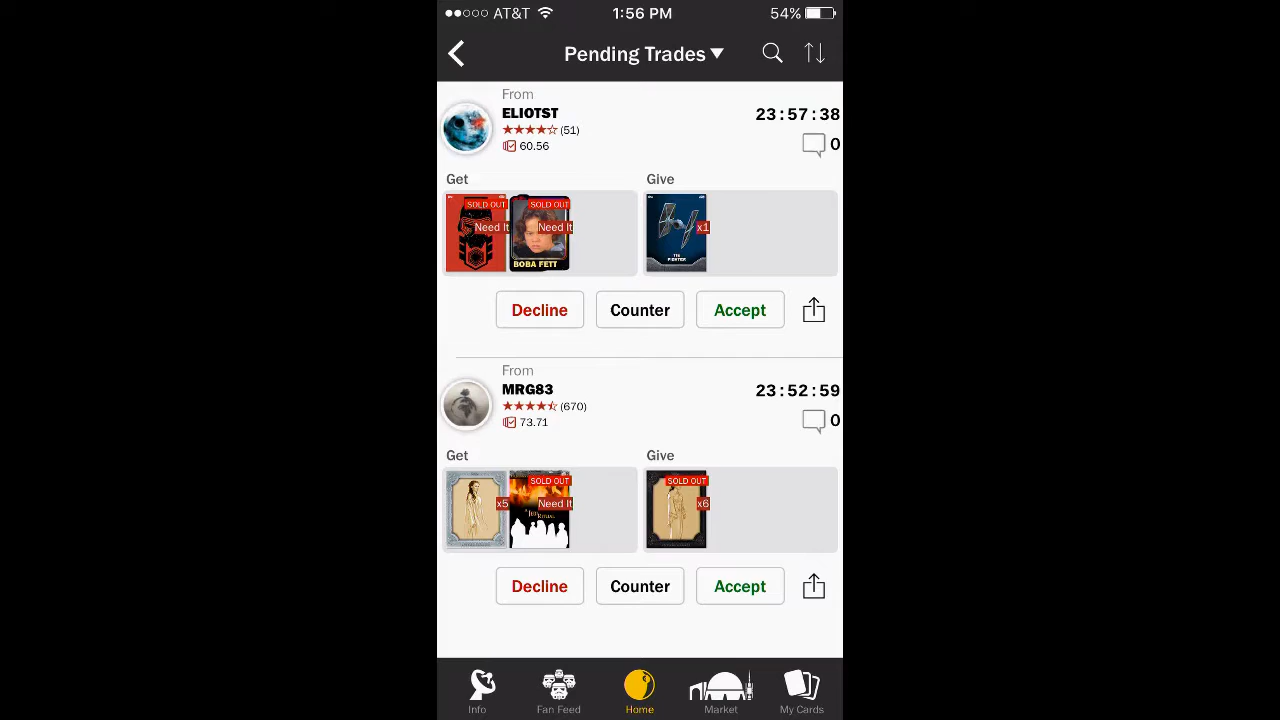 AT&T 1:56 PM 54%
Pending Trades
From
ELIOTST
23:57:38
(51)
60.56
0
Get Give
SOLD OUT SOLD OUT
Need It Need It x1
BOBA FETT
TIE
FIGHTER
Decline Counter Accept
From
MRG83
23:52:59
(670)
73.71
0
Get Give
SOLD OUT SOLD OUT
x5 Need It x6
RITUAL
Decline Counter Accept
Info Fan Feed Home Market My Cards